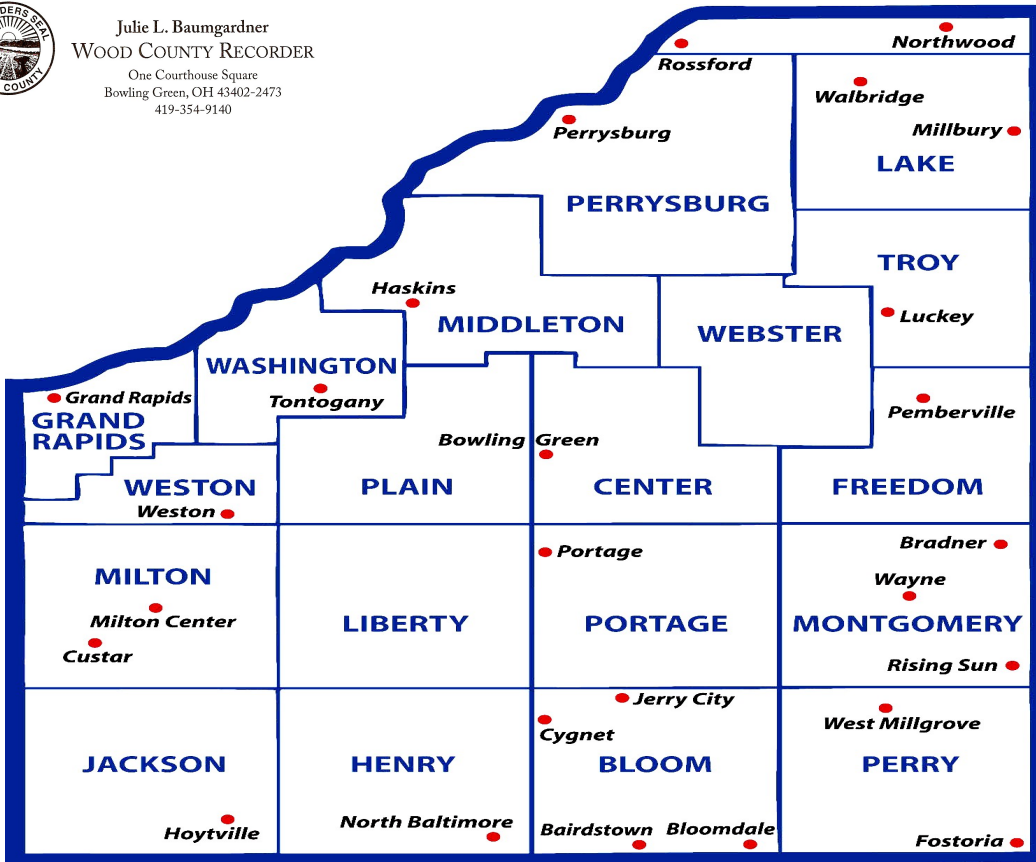 DERS SEAL
COUNTY
Julie L. Baumgardner
WOOD COUNTY RECORDER
One Courthouse Square
Bowling Green, OH 43402-2473
419-354-9140
Northwood
Rossford
Walbridge
Perrysburg
Millbury
LAKE
PERRYSBURG
TROY
Haskins
Luckey
MIDDLETON
WEBSTER
WASHINGTON
Grand Rapids
Tontogany
Pemberville
GRAND
RAPIDS
Bowling Green
WESTON
PLAIN
CENTER
FREEDOM
Weston
Bradner
Portage
MILTON
Wayne
Milton Center
LIBERTY
PORTAGE
MONTGOMERY
Custar
Rising Sun
Jerry City
West Millgrove
Cygnet
JACKSON
HENRY
BLOOM
PERRY
Hoytville
North Baltimore
Bairdstown
Bloomdale
Fostoria